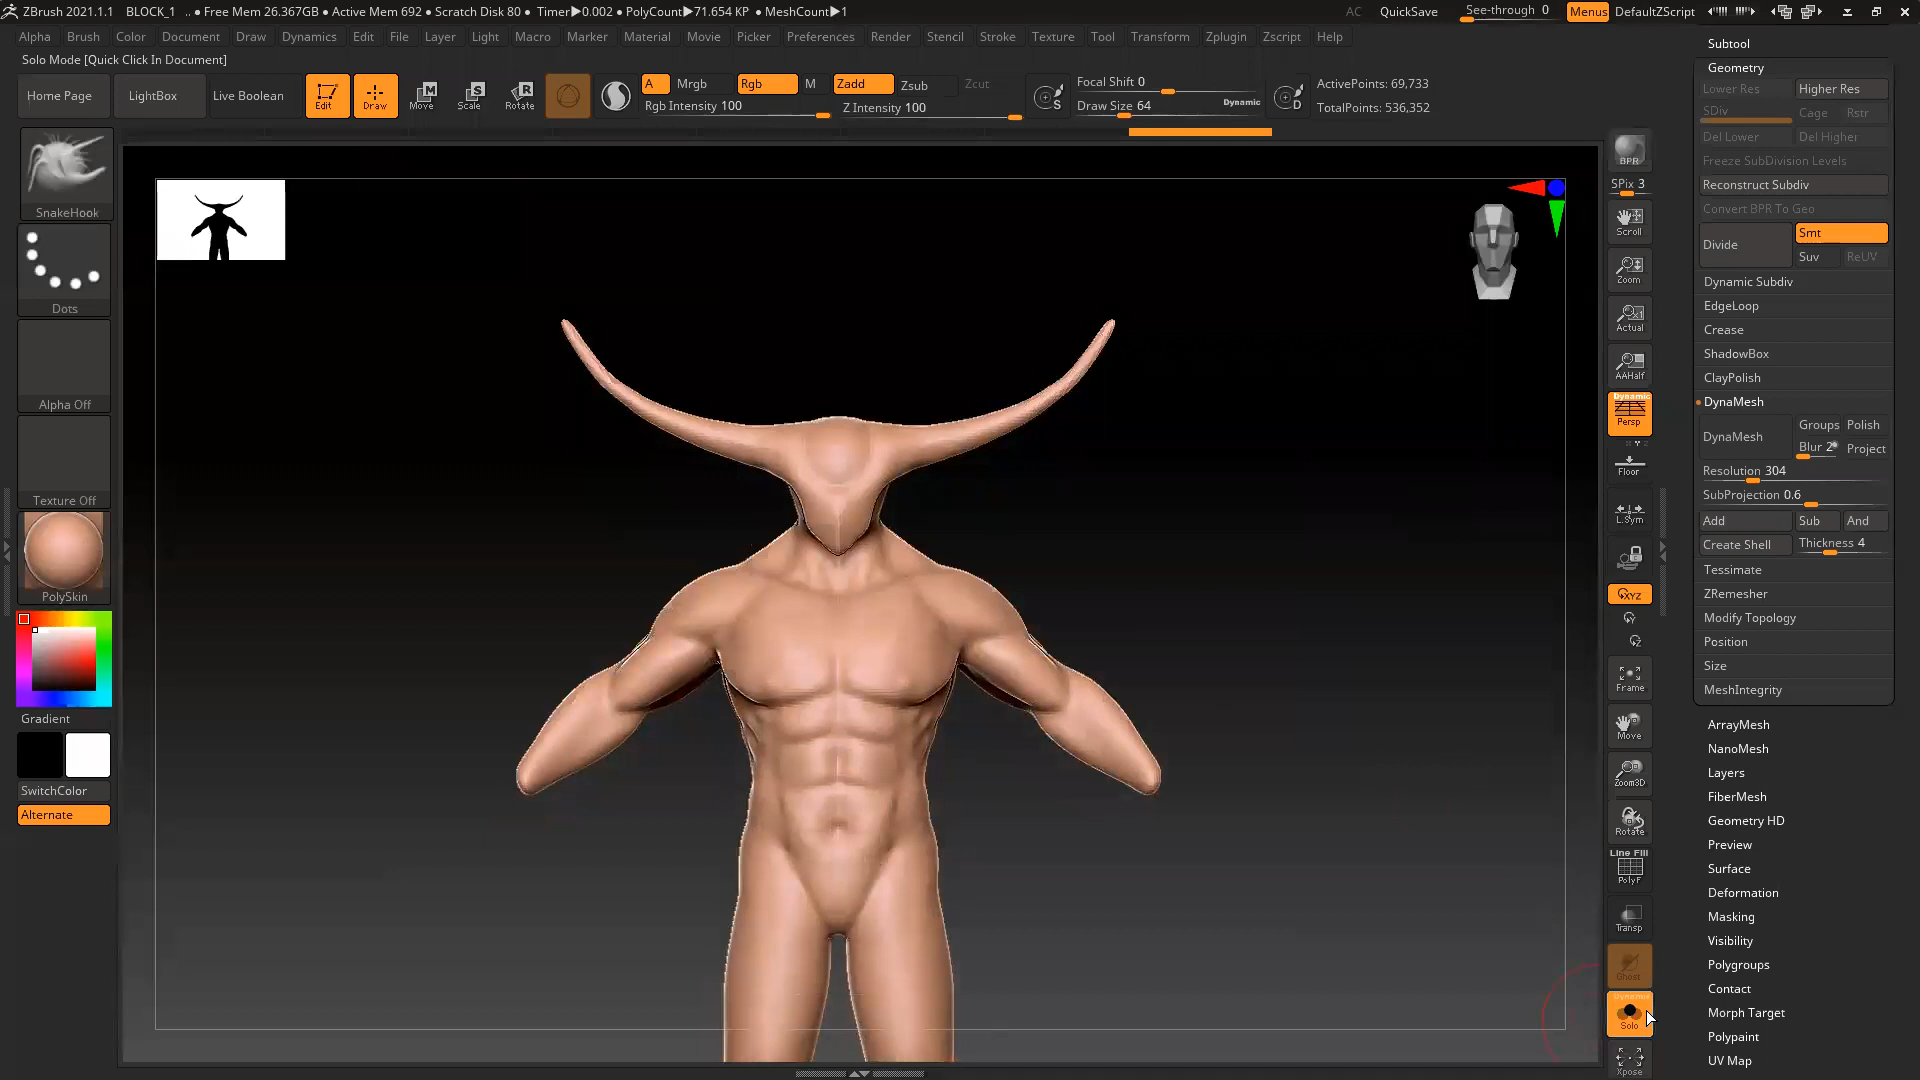 ZBrush 2021.1.1 BLOCK_1 .. ● Free Mem 26.367GB ● Active Mem 692 ● Scratch Disk 80 ● Timer▶0.002 ● PolyCount▶71.654 KP ● MeshCount▶1 AC QuickSave See-through 0 Menus DefaultZScript
Alpha Brush Color Document Draw Dynamics Edit File Layer Light Macro Marker Material Movie Picker Preferences Render Stencil Stroke Texture Tool Transform Zplugin Zscript Help
Solo Mode [Quick Click In Document]
Home Page LightBox Live Boolean Edit Draw Move Scale Rotate
M S R
A Mrgb Rgb M Zadd Zsub Zcut
Rgb Intensity 100 Z Intensity 100
S Focal Shift 0
Draw Size 64 Dynamic D
ActivePoints: 69,733
TotalPoints: 536,352
SnakeHook
Dots
Alpha Off
Texture Off
PolySkin
Gradient
SwitchColor
Alternate
BPR
SPix 3
Scroll
Zoom
Actual
AAHalf
Dynamic
Persp
Floor
L.Sym
XYZ
Y
Z
Frame
Move
Zoom3D
Rotate
Line Fill
PolyF
Transp
Ghost
Dynamic
Solo
Xpose
Subtool
Geometry
Lower Res Higher Res
SDiv Cage Rstr
Del Lower Del Higher
Freeze SubDivision Levels
Reconstruct Subdiv
Convert BPR To Geo
Divide Smt
Suv ReUV
Dynamic Subdiv
EdgeLoop
Crease
ShadowBox
ClayPolish
DynaMesh
DynaMesh Groups Polish
Blur 2 Project
Resolution 304
SubProjection 0.6
Add Sub And
Create Shell Thickness 4
Tessimate
ZRemesher
Modify Topology
Position
Size
MeshIntegrity
ArrayMesh
NanoMesh
Layers
FiberMesh
Geometry HD
Preview
Surface
Deformation
Masking
Visibility
Polygroups
Contact
Morph Target
Polypaint
UV Map